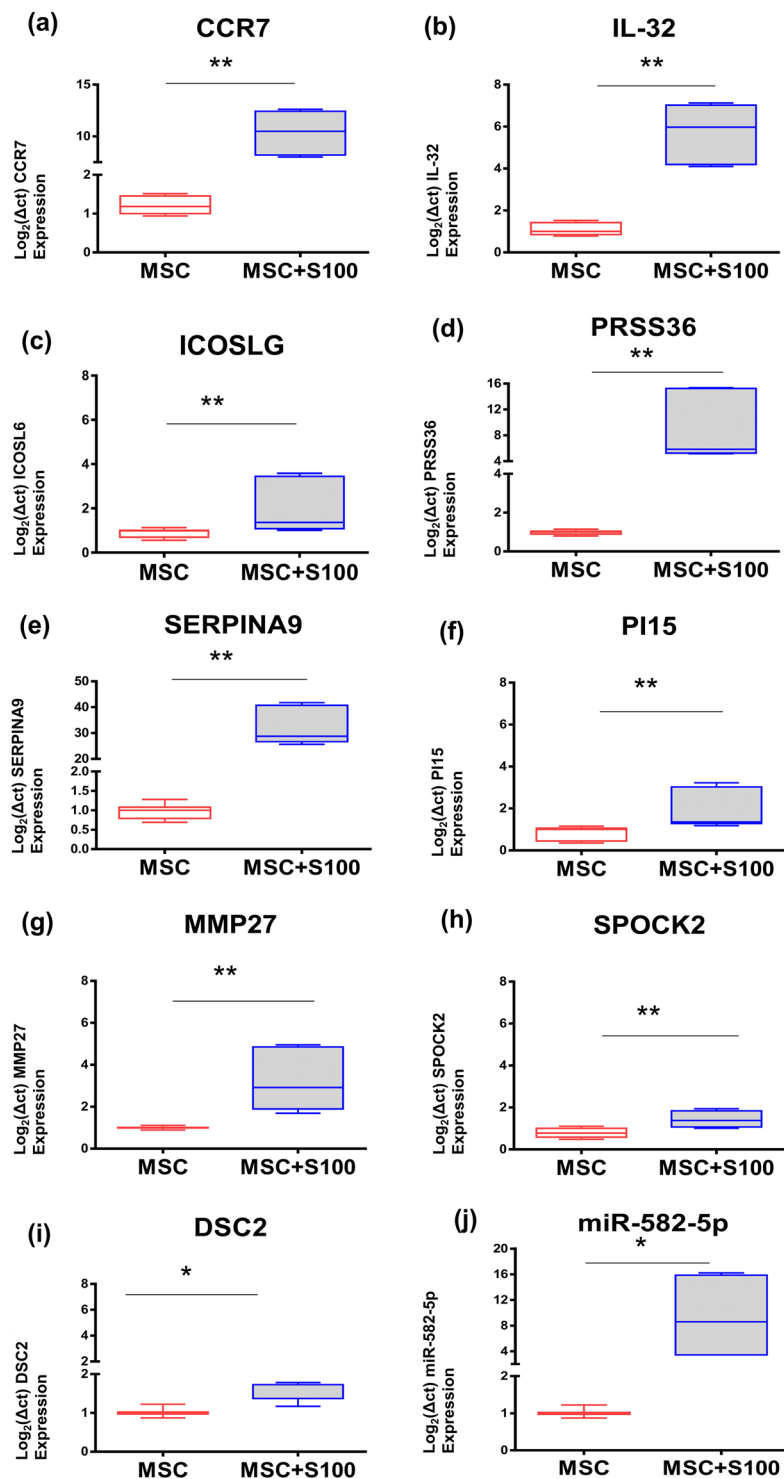 (a)
CCR7
**
15
10
5
2
1
0
Log2(Δct) CCR7
Expression
MSC
MSC+S100
(b)
IL-32
**
8
6
4
2
0
Log2(Δct) IL-32
Expression
MSC
MSC+S100
(c)
ICOSLG
**
8
6
4
2
0
Log2(Δct) ICOSL6
Expression
MSC
MSC+S100
(d)
PRSS36
**
16
12
8
4
4
2
0
Log2(Δct) PRSS36
Expression
MSC
MSC+S100
(e)
SERPINA9
**
50
40
30
20
2.0
1.5
1.0
0.5
0.0
Log2(Δct) SERPINA9
Expression
MSC
MSC+S100
(f)
PI15
**
8
6
4
2
0
Log2(Δct) PI15
Expression
MSC
MSC+S100
(g)
MMP27
**
8
6
4
2
0
Log2(Δct) MMP27
Expression
MSC
MSC+S100
(h)
SPOCK2
**
8
6
4
2
0
Log2(Δct) SPOCK2
Expression
MSC
MSC+S100
(i)
DSC2
*
8
6
4
2
2
1
0
Log2(Δct) DSC2
Expression
MSC
MSC+S100
(j)
miR-582-5p
*
20
16
12
8
4
2
1
0
Log2(Δct) miR-582-5p
Expression
MSC
MSC+S100